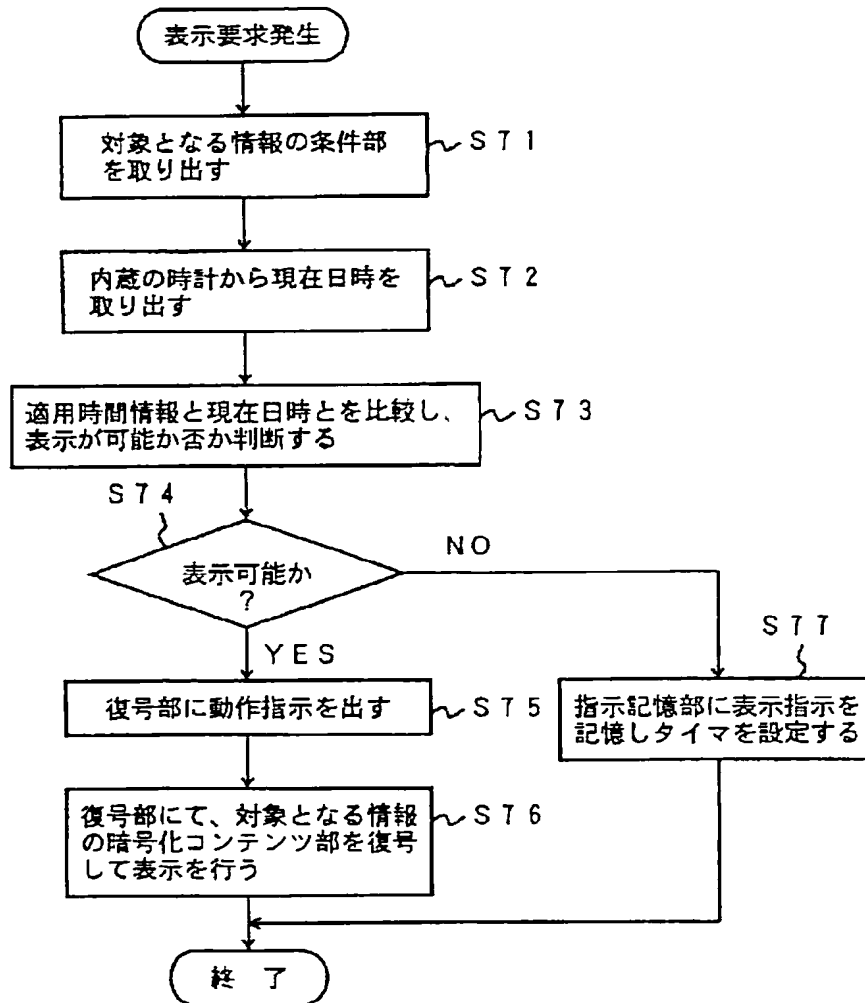 表示要求発生
対象となる情報の条件部
を取り出す
S71
内蔵の時計から現在日時を
取り出す
S72
適用時間情報と現在日時とを比較し、
表示が可能か否か判断する
S73
S74
表示可能か
?
NO
YES
復号部に動作指示を出す
S75
S77
指示記憶部に表示指示を
記憶しタイマを設定する
復号部にて、対象となる情報
の暗号化コンテンツ部を復号
して表示を行う
S76
終 了